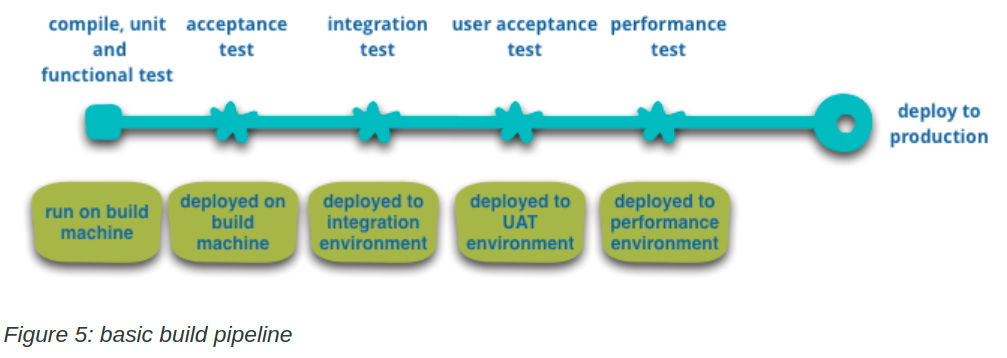 compile, unit
and
functional test
acceptance
test
integration
test
user acceptance
test
performance
test
deploy to
production
run on build
machine
deployed on
build
machine
deployed to
integration
environment
deployed to
UAT
environment
deployed to
performance
environment
Figure 5: basic build pipeline